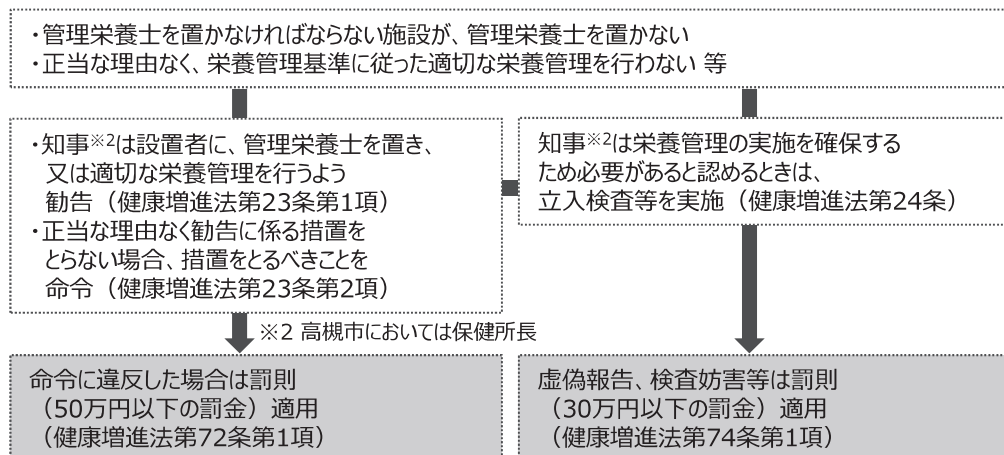 ・管理栄養士を置かなければならない施設が、管理栄養士を置かない
・正当な理由なく、栄養管理基準に従った適切な栄養管理を行わない 等
・知事※2は設置者に、管理栄養士を置き、
又は適切な栄養管理を行うよう
勧告（健康増進法第23条第1項）
・正当な理由なく勧告に係る措置を
とらない場合、措置をとるべきことを
命令（健康増進法第23条第2項）
知事※2は栄養管理の実施を確保する
ため必要があると認めるときは、
立入検査等を実施（健康増進法第24条）
※2 高槻市においては保健所長
命令に違反した場合は罰則
（50万円以下の罰金）適用
（健康増進法第72条第1項）
虚偽報告、検査妨害等は罰則
（30万円以下の罰金）適用
（健康増進法第74条第1項）